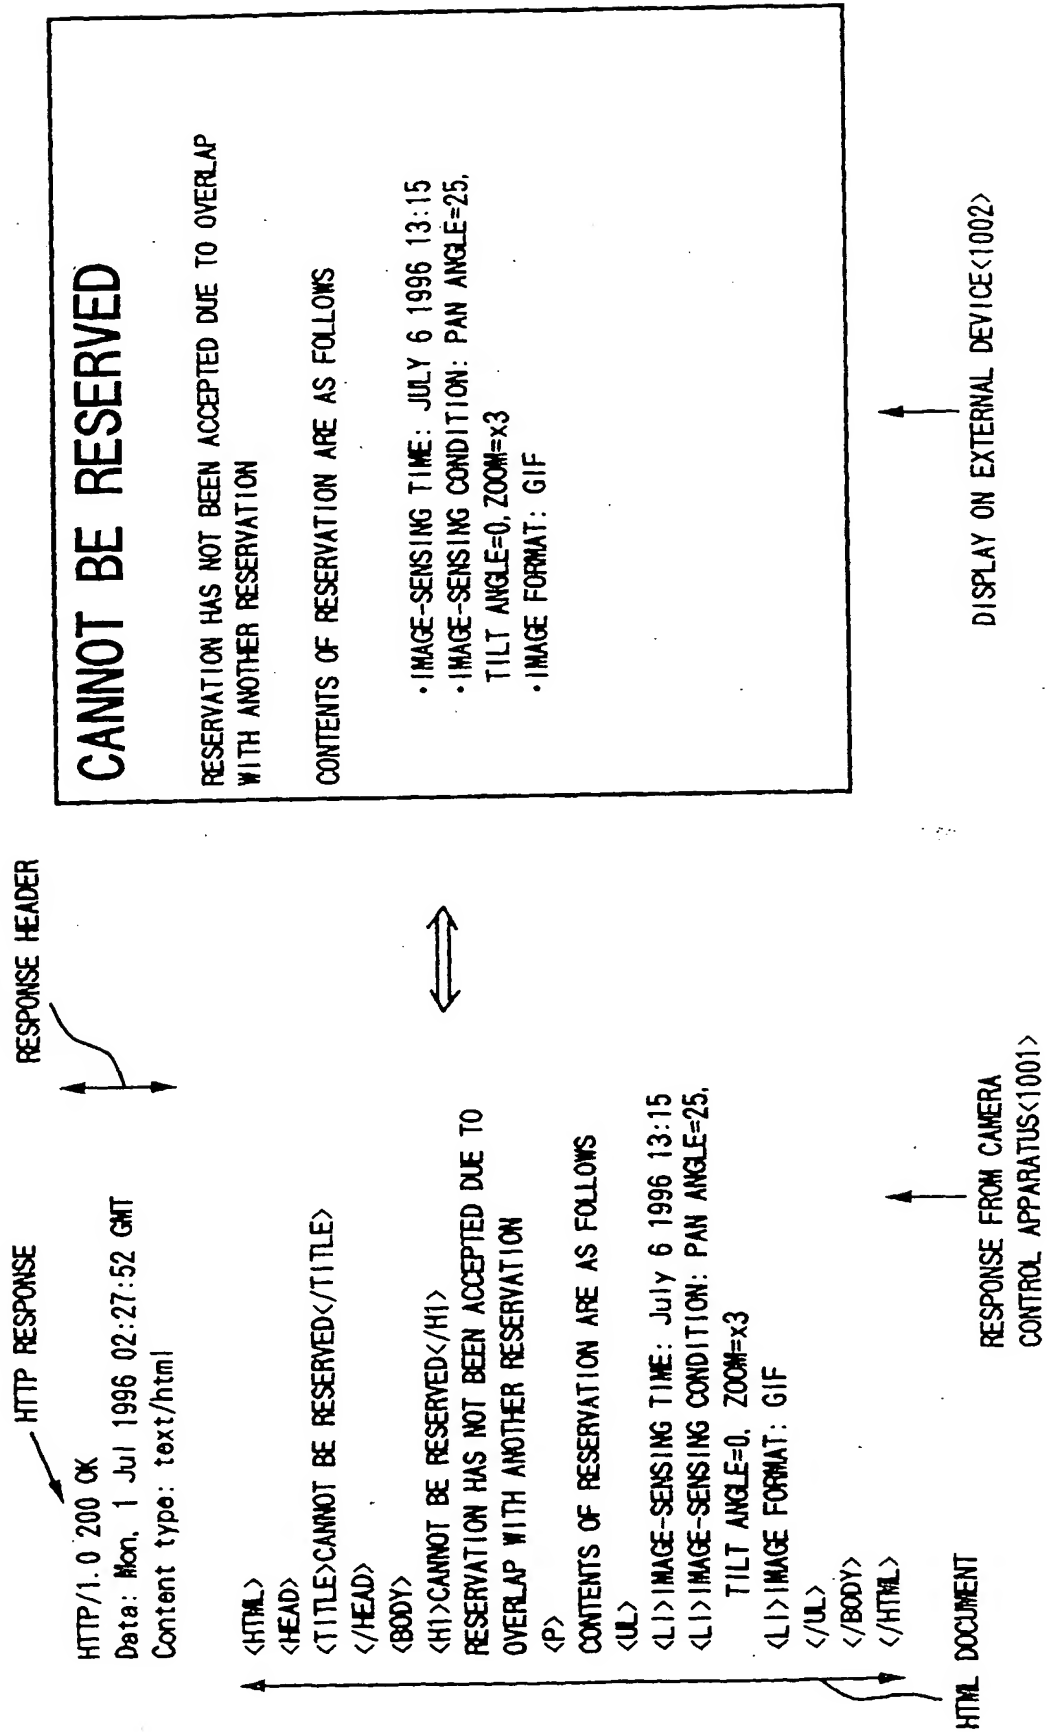 HTTP RESPONSE
RESPONSE HEADER
HTTP/1.0 200 OK
Data: Mon, 1 Jul 1996 02:27:52 GMT
Content type: text/html
<HTML>
<HEAD>
<TITLE>CANNOT BE RESERVED</TITLE>
</HEAD>
<BODY>
<H1>CANNOT BE RESERVED</H1>
RESERVATION HAS NOT BEEN ACCEPTED DUE TO
OVERLAP WITH ANOTHER RESERVATION
<P>
CONTENTS OF RESERVATION ARE AS FOLLOWS
<UL>
<LI>IMAGE-SENSING TIME: July 6 1996 13:15
<LI>IMAGE-SENSING CONDITION: PAN ANGLE=25,
TILT ANGLE=0, ZOOM=x3
<LI>IMAGE FORMAT: GIF
</UL>
</BODY>
</HTML>
HTML DOCUMENT
RESPONSE FROM CAMERA
CONTROL APPARATUS<1001>
CANNOT BE RESERVED
RESERVATION HAS NOT BEEN ACCEPTED DUE TO OVERLAP
WITH ANOTHER RESERVATION
CONTENTS OF RESERVATION ARE AS FOLLOWS
・IMAGE-SENSING TIME: JULY 6 1996 13:15
・IMAGE-SENSING CONDITION: PAN ANGLE=25,
TILT ANGLE=0, ZOOM=x3
・IMAGE FORMAT: GIF
DISPLAY ON EXTERNAL DEVICE<1002>